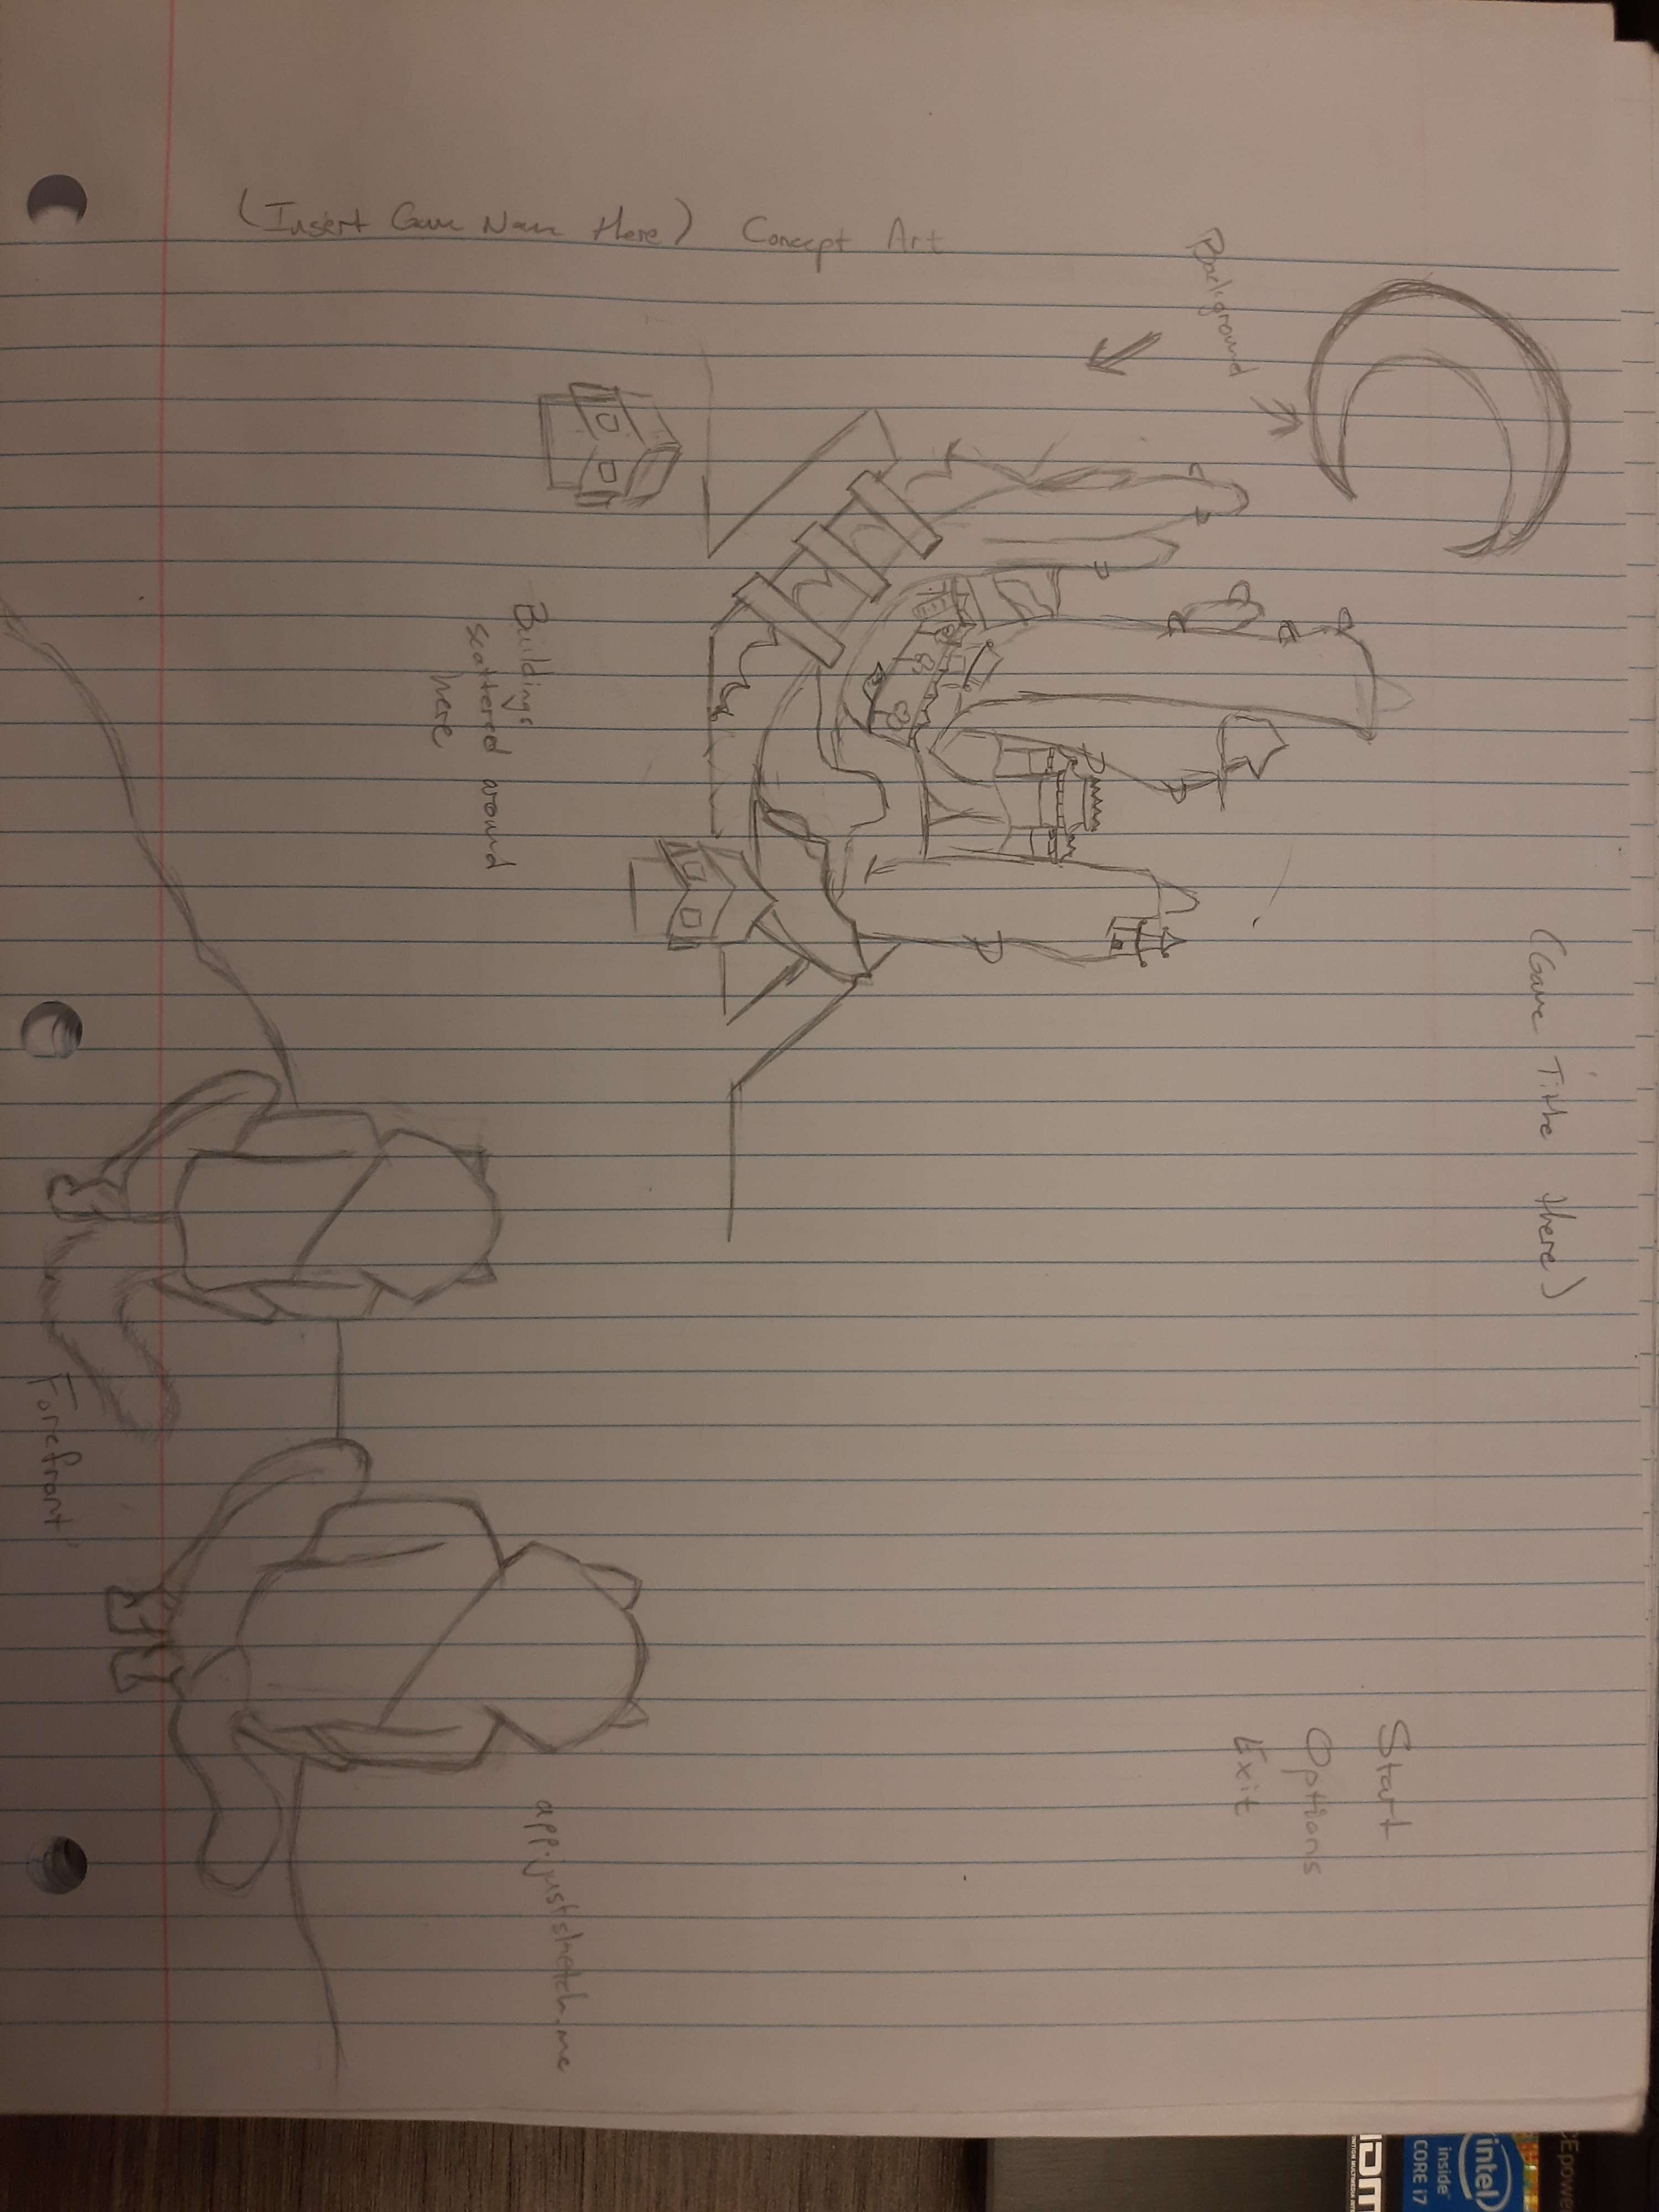 (Insert Game Name Here) Concept Art
Background
(Game Title Here)
Start
Options
Exit
Buildings
scattered around
here
app.justsketch.me
Forefront
intel
inside
CORE i7